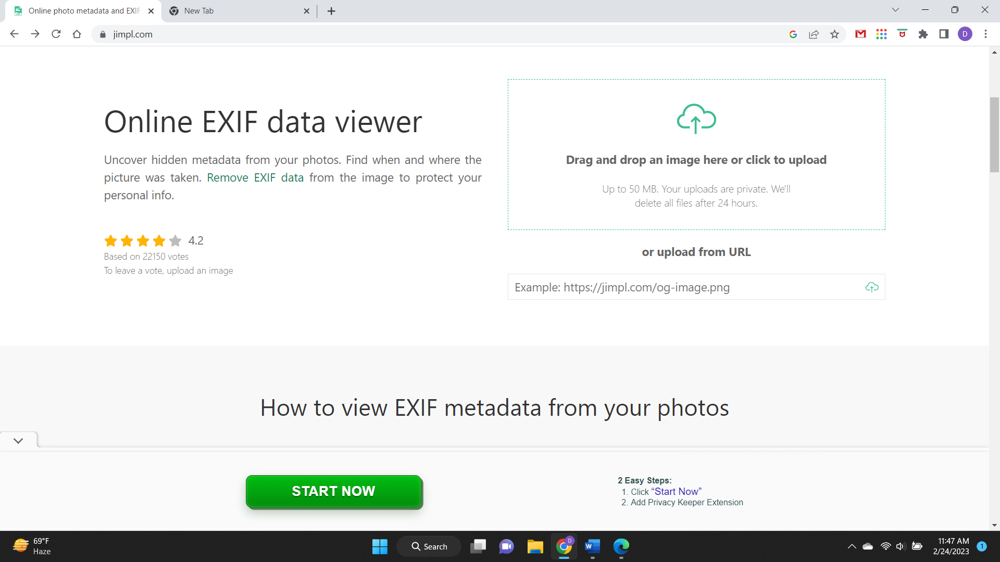 Online photo metadata and EXIF
New Tab
jimpl.com
D
Online EXIF data viewer
Uncover hidden metadata from your photos. Find when and where the
picture was taken. Remove EXIF data from the image to protect your
personal info.
4.2
Based on 22150 votes
To leave a vote, upload an image
Drag and drop an image here or click to upload
Up to 50 MB. Your uploads are private. We'll
delete all files after 24 hours.
or upload from URL
Example: https://jimpl.com/og-image.png
How to view EXIF metadata from your photos
START NOW
2 Easy Steps:
1. Click “Start Now”
2. Add Privacy Keeper Extension
69°F
Haze
Search
D
W
11:47 AM
2/24/2023
1